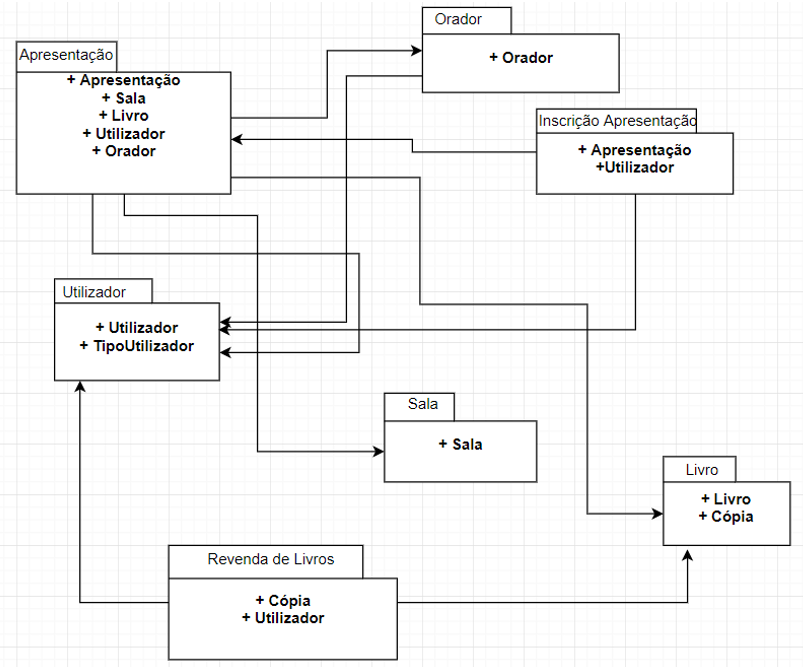 Orador
+ Orador
Apresentação
+ Apresentação
+ Sala
+ Livro
+ Utilizador
+ Orador
Inscrição Apresentação
+ Apresentação
+Utilizador
Utilizador
+ Utilizador
+ TipoUtilizador
Sala
+ Sala
Livro
+ Livro
+ Cópia
Revenda de Livros
+ Cópia
+ Utilizador